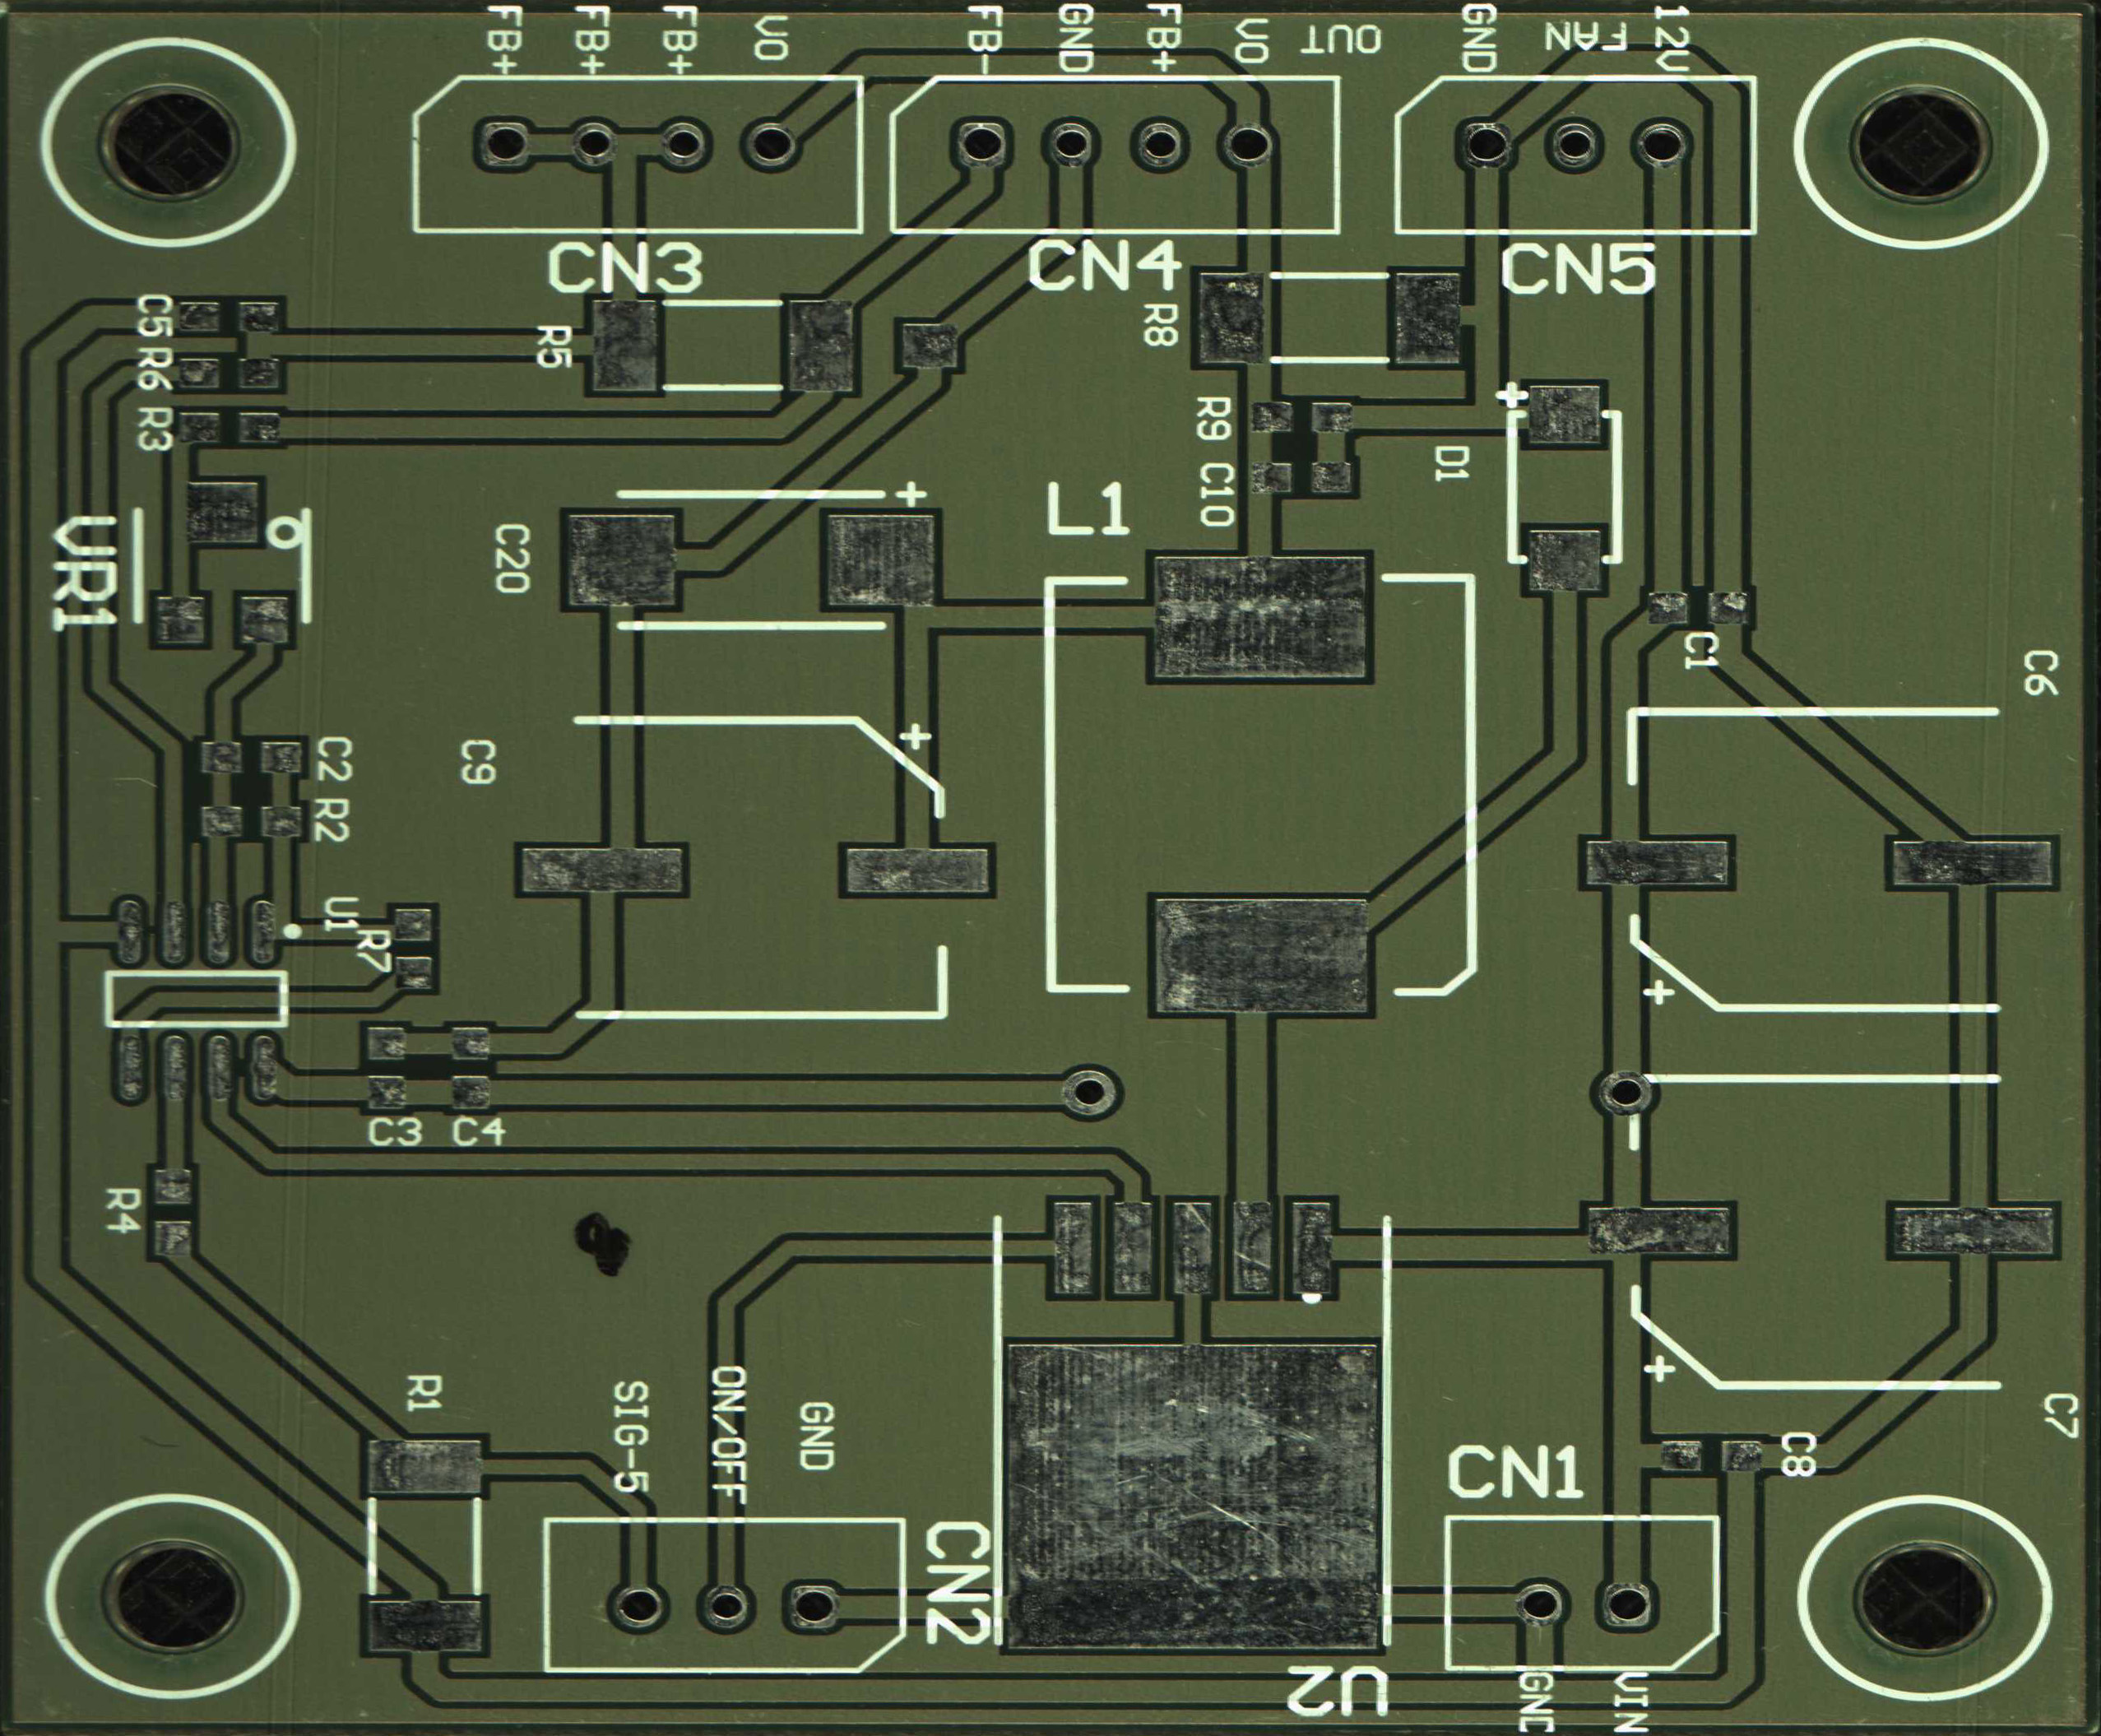 FB+
FB+
FB+
VO
FB-
GND
FB+
VO
OUT
GND
FAN
12V
CN3
CN4
CN5
C5
R6
R3
R5
R8
R9
C10
D1
L1
C20
VR1
C1
C6
C2
R2
C9
U1
R7
C3
C4
R4
R1
SIG-5
ON/OFF
GND
CN2
CN1
C8
C7
U2
GND
VIN